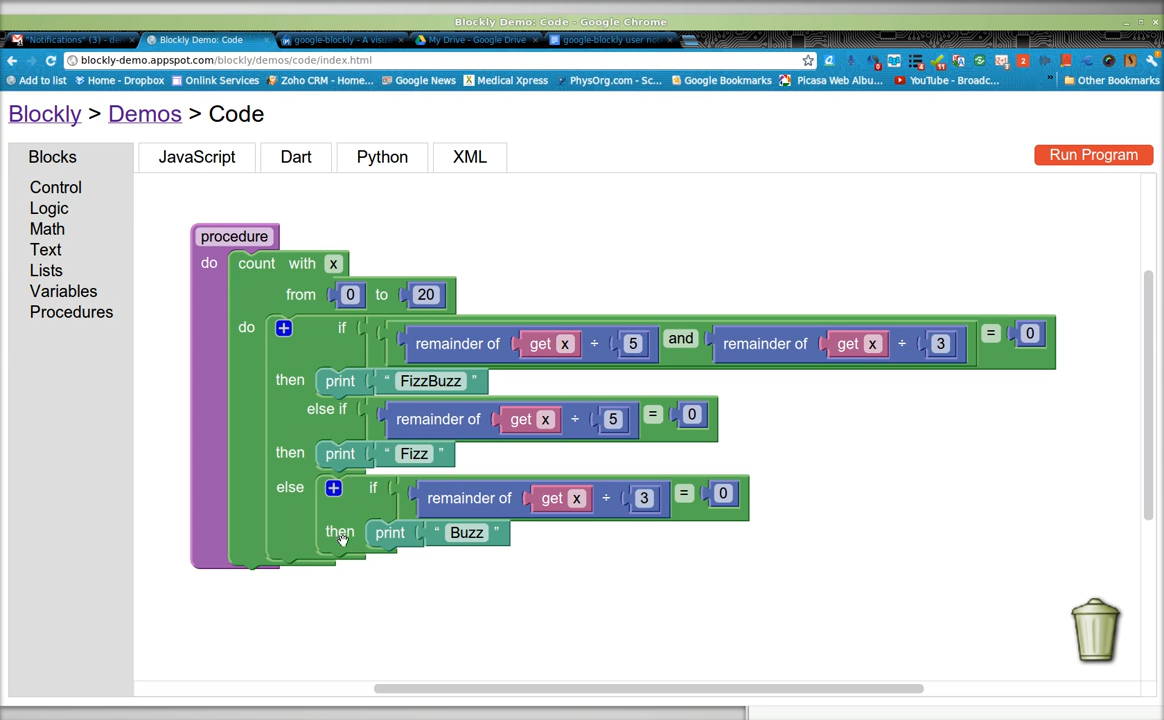 Blockly Demo: Code - Google Chrome
"Notifications" (3) - de
Blockly Demo: Code
google-blockly - A visu
My Drive - Google Drive
google-blockly user no
blockly-demo.appspot.com/blockly/demos/code/index.html
Add to list
Home - Dropbox
Onlink Services
Zoho CRM - Home...
Google News
Medical Xpress
PhysOrg.com - Sc...
Google Bookmarks
Picasa Web Albu...
YouTube - Broadc...
»
Other Bookmarks
Blockly > Demos > Code
Blocks
JavaScript
Dart
Python
XML
Run Program
Control
Logic
Math
Text
Lists
Variables
Procedures
procedure
do count with x
from 0 to 20
do + if remainder of get x ÷ 5 and remainder of get x ÷ 3 = 0
then print “ FizzBuzz ”
else if remainder of get x ÷ 5 = 0
then print “ Fizz ”
else + if remainder of get x ÷ 3 = 0
then print “ Buzz ”